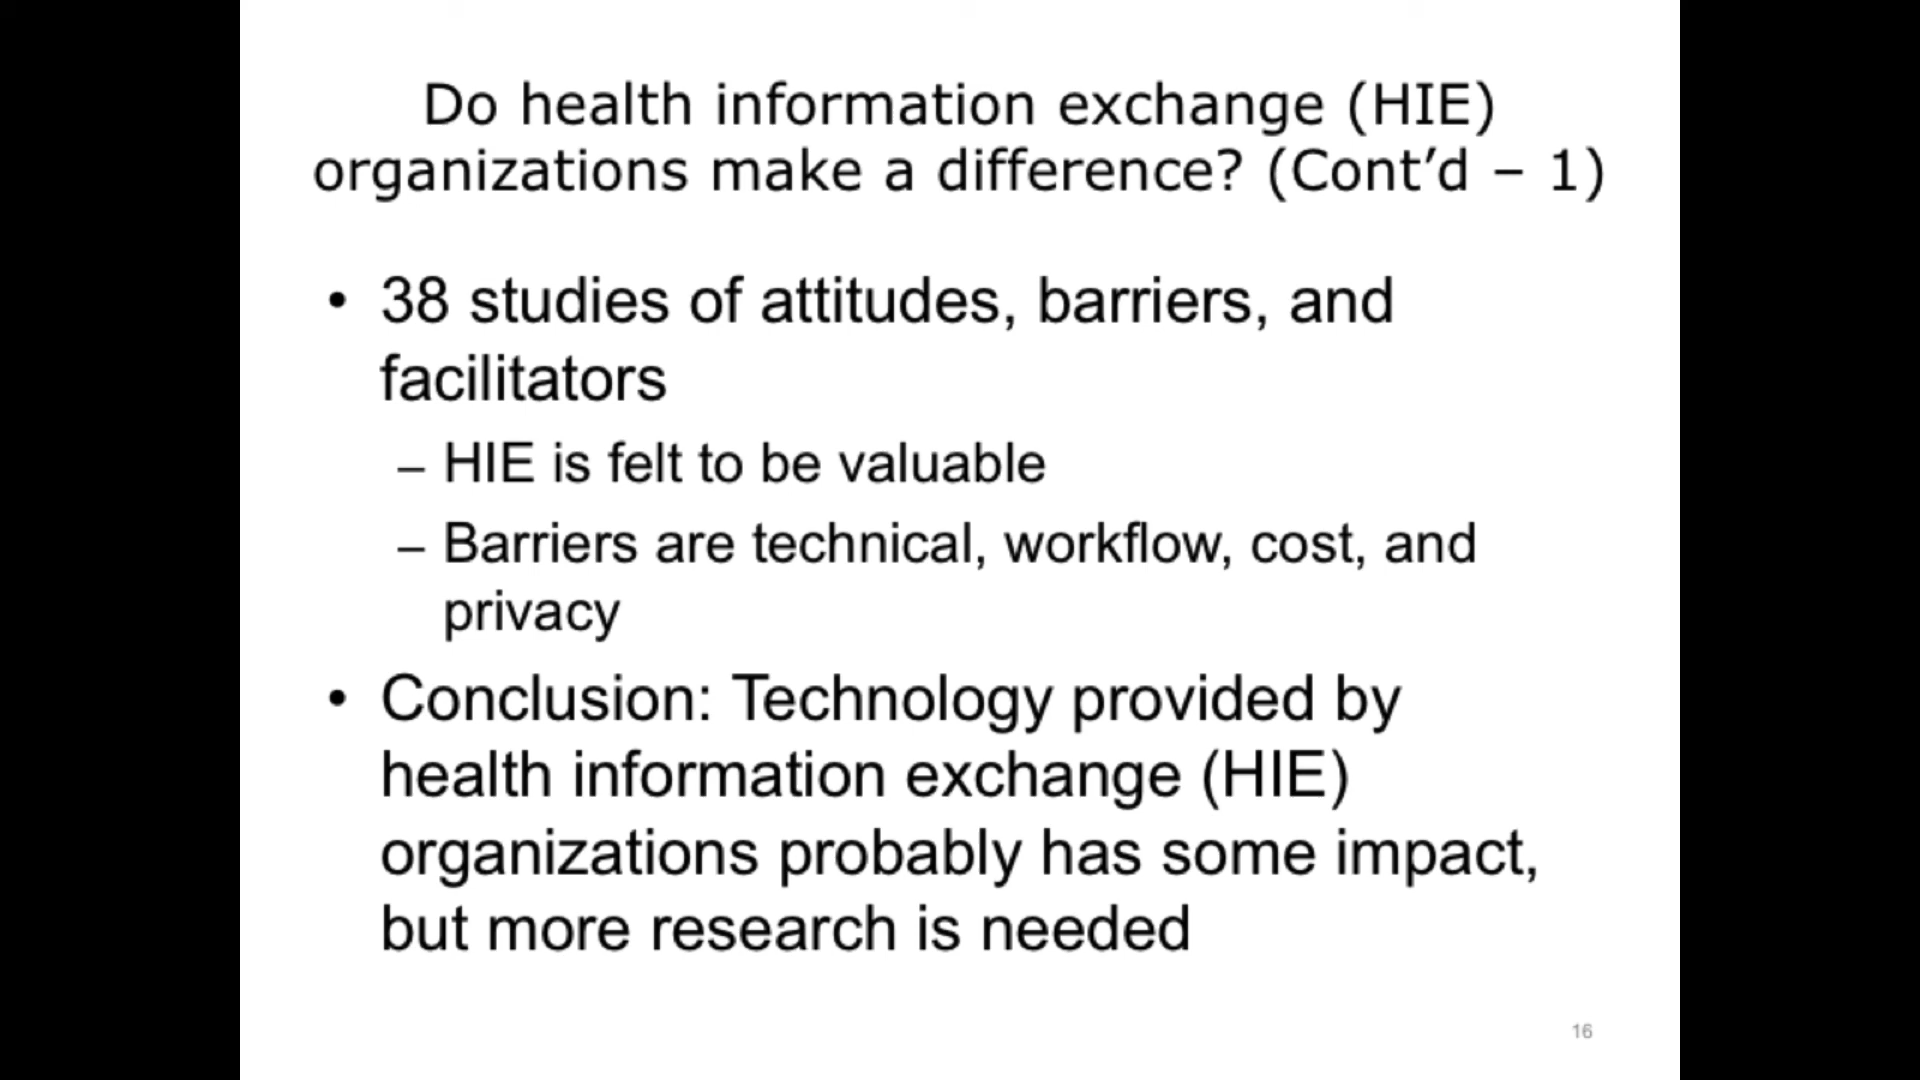 Do health information exchange (HIE)
organizations make a difference? (Cont’d – 1)
• 38 studies of attitudes, barriers, and
facilitators
– HIE is felt to be valuable
– Barriers are technical, workflow, cost, and
privacy
• Conclusion: Technology provided by
health information exchange (HIE)
organizations probably has some impact,
but more research is needed
16